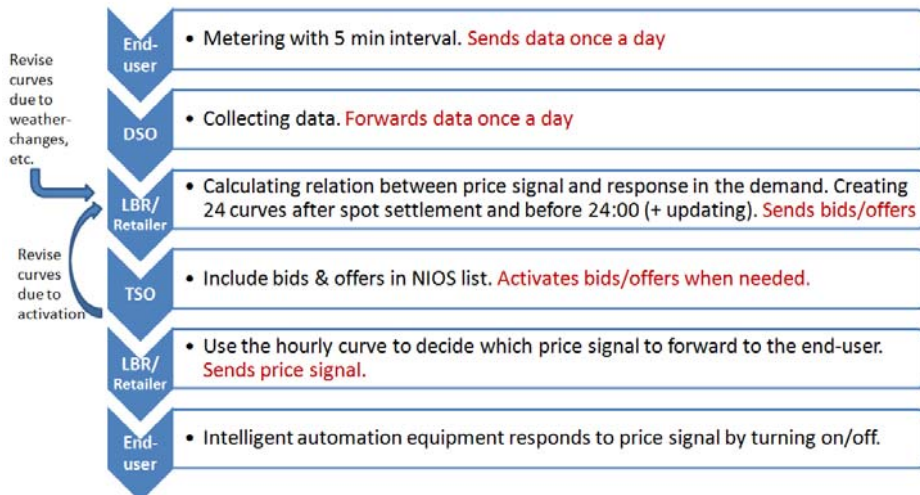 End-
user
• Metering with 5 min interval. Sends data once a day
Revise
curves
due to
weather-
changes,
etc.
DSO
• Collecting data. Forwards data once a day
LBR/
Retailer
• Calculating relation between price signal and response in the demand. Creating
24 curves after spot settlement and before 24:00 (+ updating). Sends bids/offers
Revise
curves
due to
activation
TSO
• Include bids & offers in NIOS list. Activates bids/offers when needed.
LBR/
Retailer
• Use the hourly curve to decide which price signal to forward to the end-user.
Sends price signal.
End-
user
• Intelligent automation equipment responds to price signal by turning on/off.